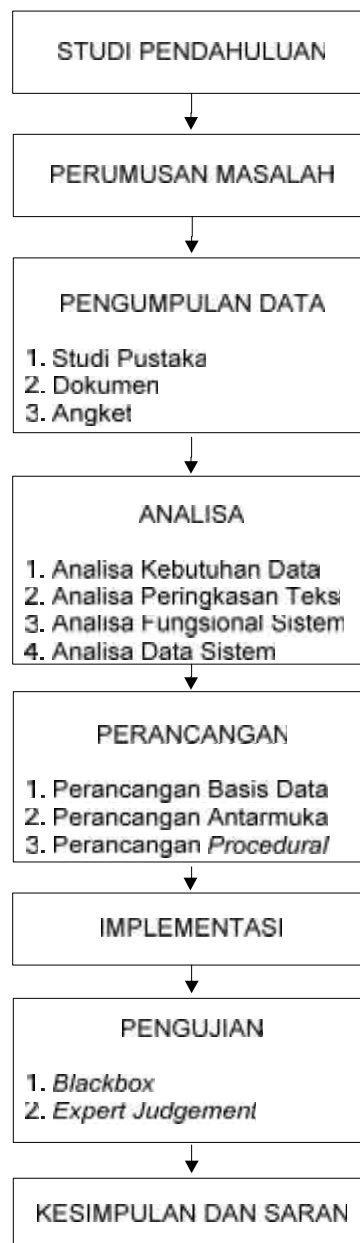 STUDI PENDAHULUAN
PERUMUSAN MASALAH
PENGUMPULAN DATA
1. Studi Pustaka
2. Dokumen
3. Angket
ANALISA
1. Analisa Kebutuhan Data
2. Analisa Peringkasan Teks
3. Analisa Fungsional Sistem
4. Analisa Data Sistem
PERANCANGAN
1. Perancangan Basis Data
2. Perancangan Antarmuka
3. Perancangan Procedural
IMPLEMENTASI
PENGUJIAN
1. Blackbox
2. Expert Judgement
KESIMPULAN DAN SARAN